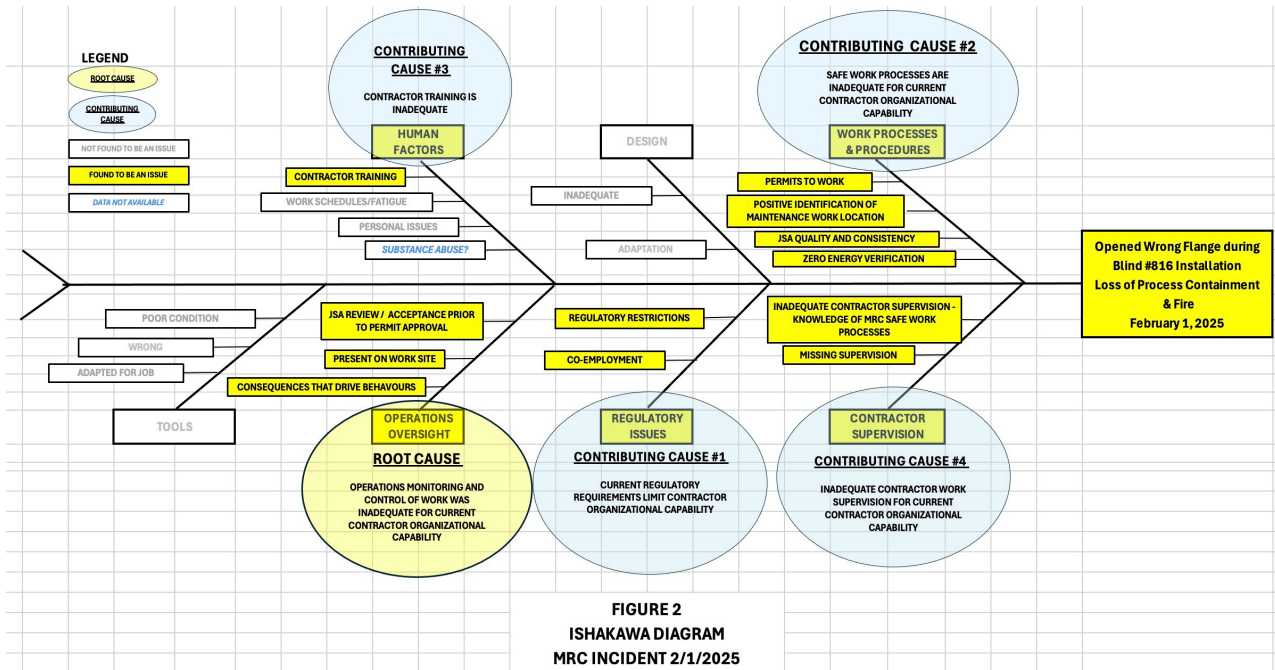 LEGEND
ROOT CAUSE
CONTRIBUTING
CAUSE
NOT FOUND TO BE AN ISSUE
FOUND TO BE AN ISSUE
DATA NOT AVAILABLE
CONTRIBUTING
CAUSE #3
CONTRACTOR TRAINING IS
INADEQUATE
HUMAN
FACTORS
CONTRACTOR TRAINING
WORK SCHEDULES/FATIGUE
PERSONAL ISSUES
SUBSTANCE ABUSE?
DESIGN
INADEQUATE
ADAPTATION
CONTRIBUTING CAUSE #2
SAFE WORK PROCESSES ARE
INADEQUATE FOR CURRENT
CONTRACTOR ORGANIZATIONAL
CAPABILITY
WORK PROCESSES
& PROCEDURES
PERMITS TO WORK
POSITIVE IDENTIFICATION OF
MAINTENANCE WORK LOCATION
JSA QUALITY AND CONSISTENCY
ZERO ENERGY VERIFICATION
Opened Wrong Flange during
Blind #816 Installation
Loss of Process Containment
& Fire
February 1, 2025
POOR CONDITION
WRONG
ADAPTED FOR JOB
TOOLS
JSA REVIEW / ACCEPTANCE PRIOR
TO PERMIT APPROVAL
PRESENT ON WORK SITE
CONSEQUENCES THAT DRIVE BEHAVIOURS
OPERATIONS
OVERSIGHT
ROOT CAUSE
OPERATIONS MONITORING AND
CONTROL OF WORK WAS
INADEQUATE FOR CURRENT
CONTRACTOR ORGANIZATIONAL
CAPABILITY
REGULATORY RESTRICTIONS
CO-EMPLOYMENT
REGULATORY
ISSUES
CONTRIBUTING CAUSE #1
CURRENT REGULATORY
REQUIREMENTS LIMIT CONTRACTOR
ORGANIZATIONAL CAPABILITY
INADEQUATE CONTRACTOR SUPERVISION -
KNOWLEDGE OF MRC SAFE WORK
PROCESSES
MISSING SUPERVISION
CONTRACTOR
SUPERVISION
CONTRIBUTING CAUSE #4
INADEQUATE CONTRACTOR WORK
SUPERVISION FOR CURRENT
CONTRACTOR ORGANIZATIONAL
CAPABILITY
FIGURE 2
ISHAKAWA DIAGRAM
MRC INCIDENT 2/1/2025